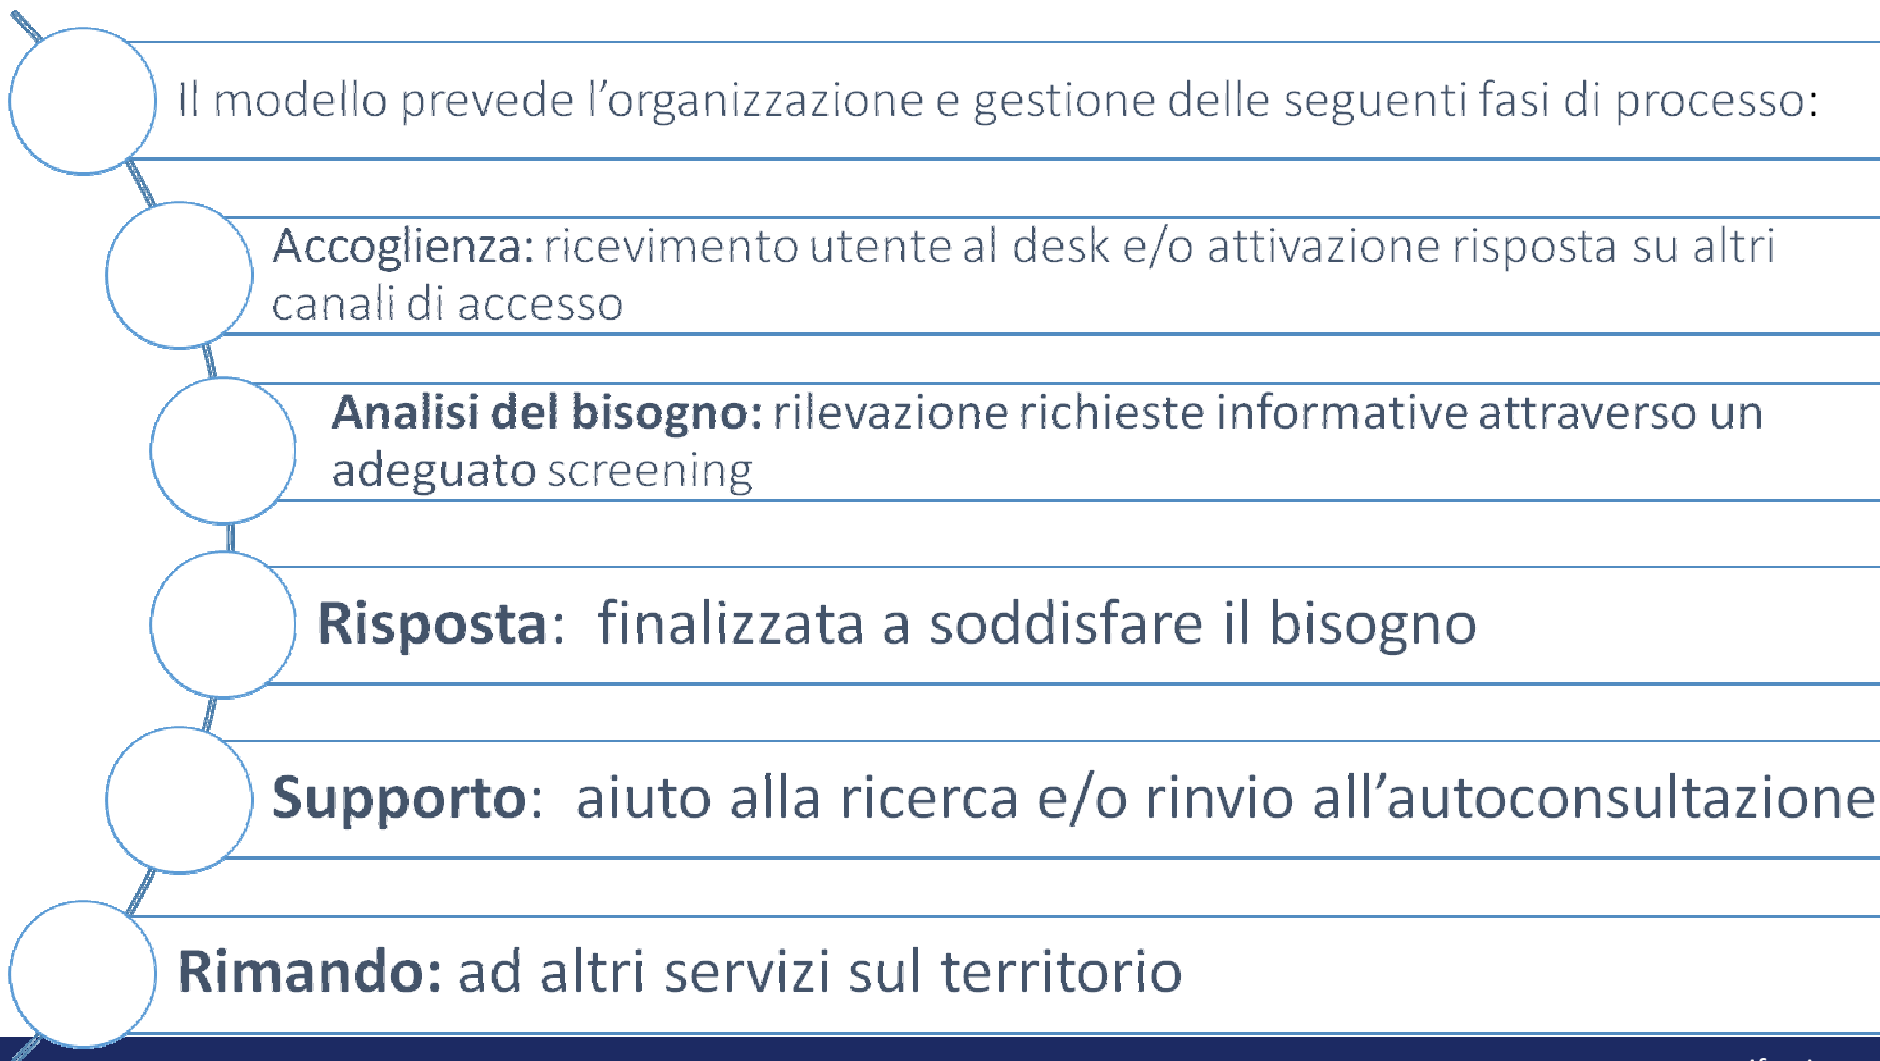 Il modello prevede l’organizzazione e gestione delle seguenti fasi di processo:
Accoglienza: ricevimento utente al desk e/o attivazione risposta su altri
canali di accesso
Analisi del bisogno: rilevazione richieste informative attraverso un
adeguato screening
Risposta:  finalizzata a soddisfare il bisogno
Supporto:  aiuto alla ricerca e/o rinvio all’autoconsultazione
Rimando: ad altri servizi sul territorio